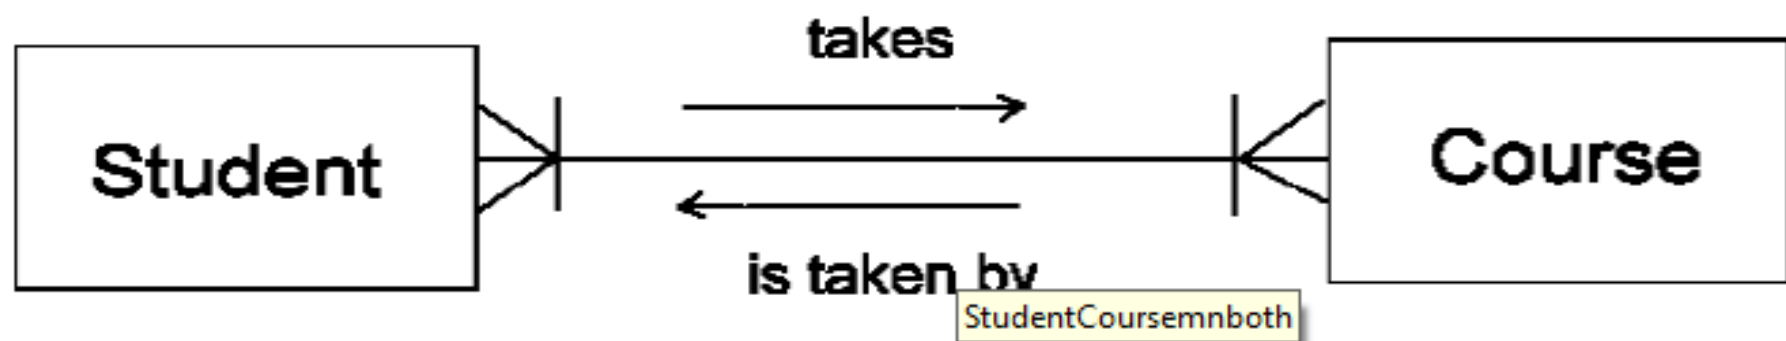 takes
Student
Course
is taken by
StudentCoursemnboth